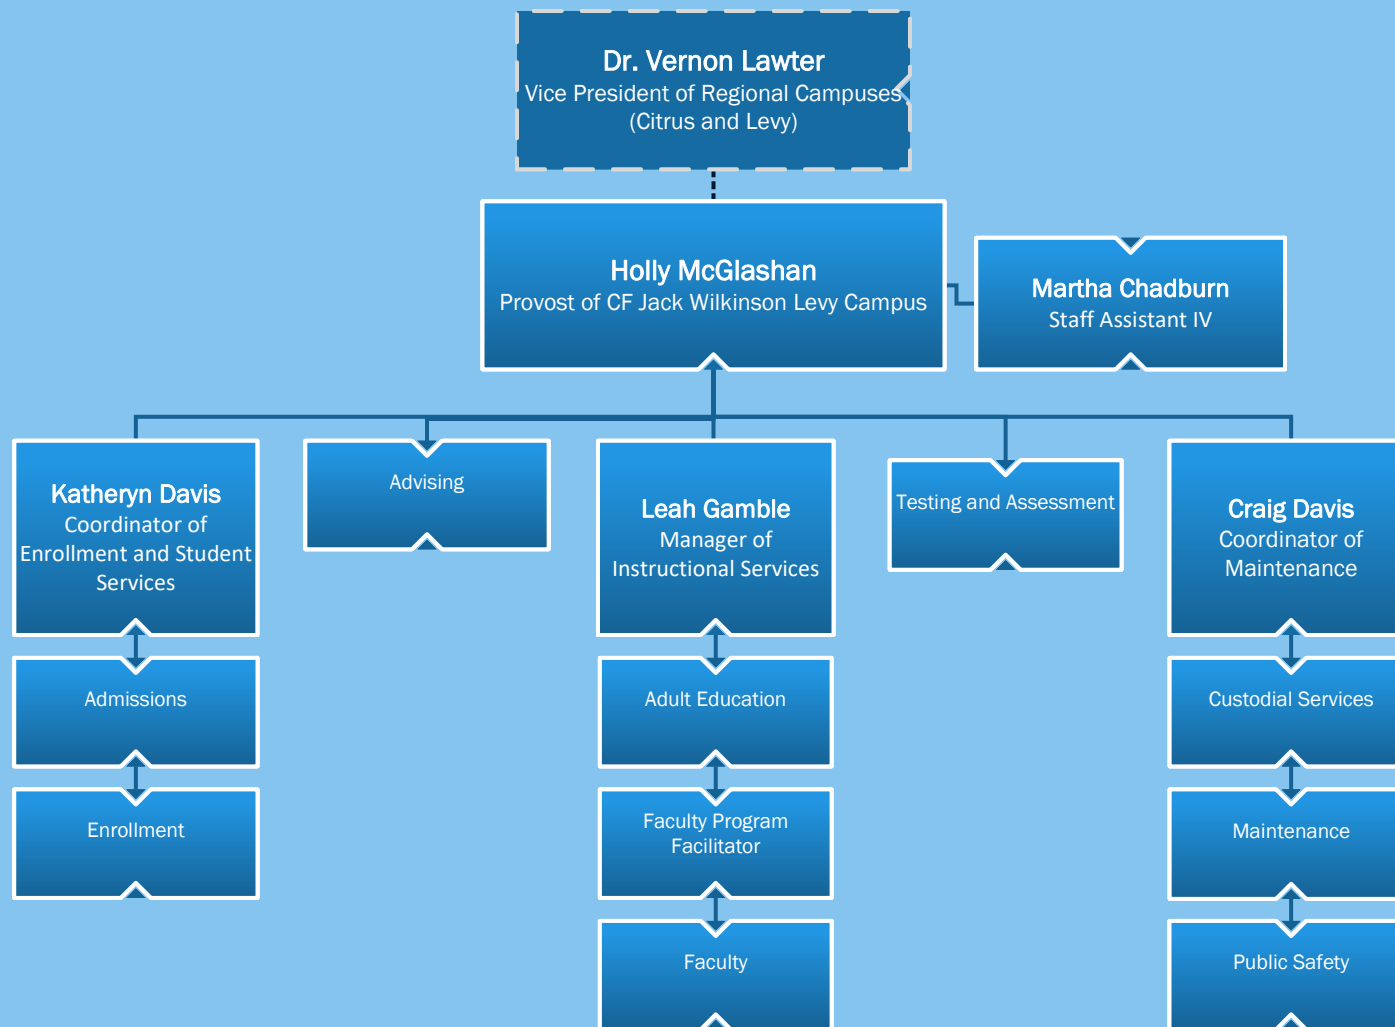 Dr. Vernon Lawter
Vice President of Regional Campuses
(Citrus and Levy)
Holly McGlashan
Provost of CF Jack Wilkinson Levy Campus
Martha Chadburn
Staff Assistant IV
Katheryn Davis
Coordinator of
Enrollment and Student
Services
Advising
Leah Gamble
Manager of
Instructional Services
Testing and Assessment
Craig Davis
Coordinator of
Maintenance
Admissions
Adult Education
Custodial Services
Enrollment
Faculty Program
Facilitator
Maintenance
Faculty
Public Safety